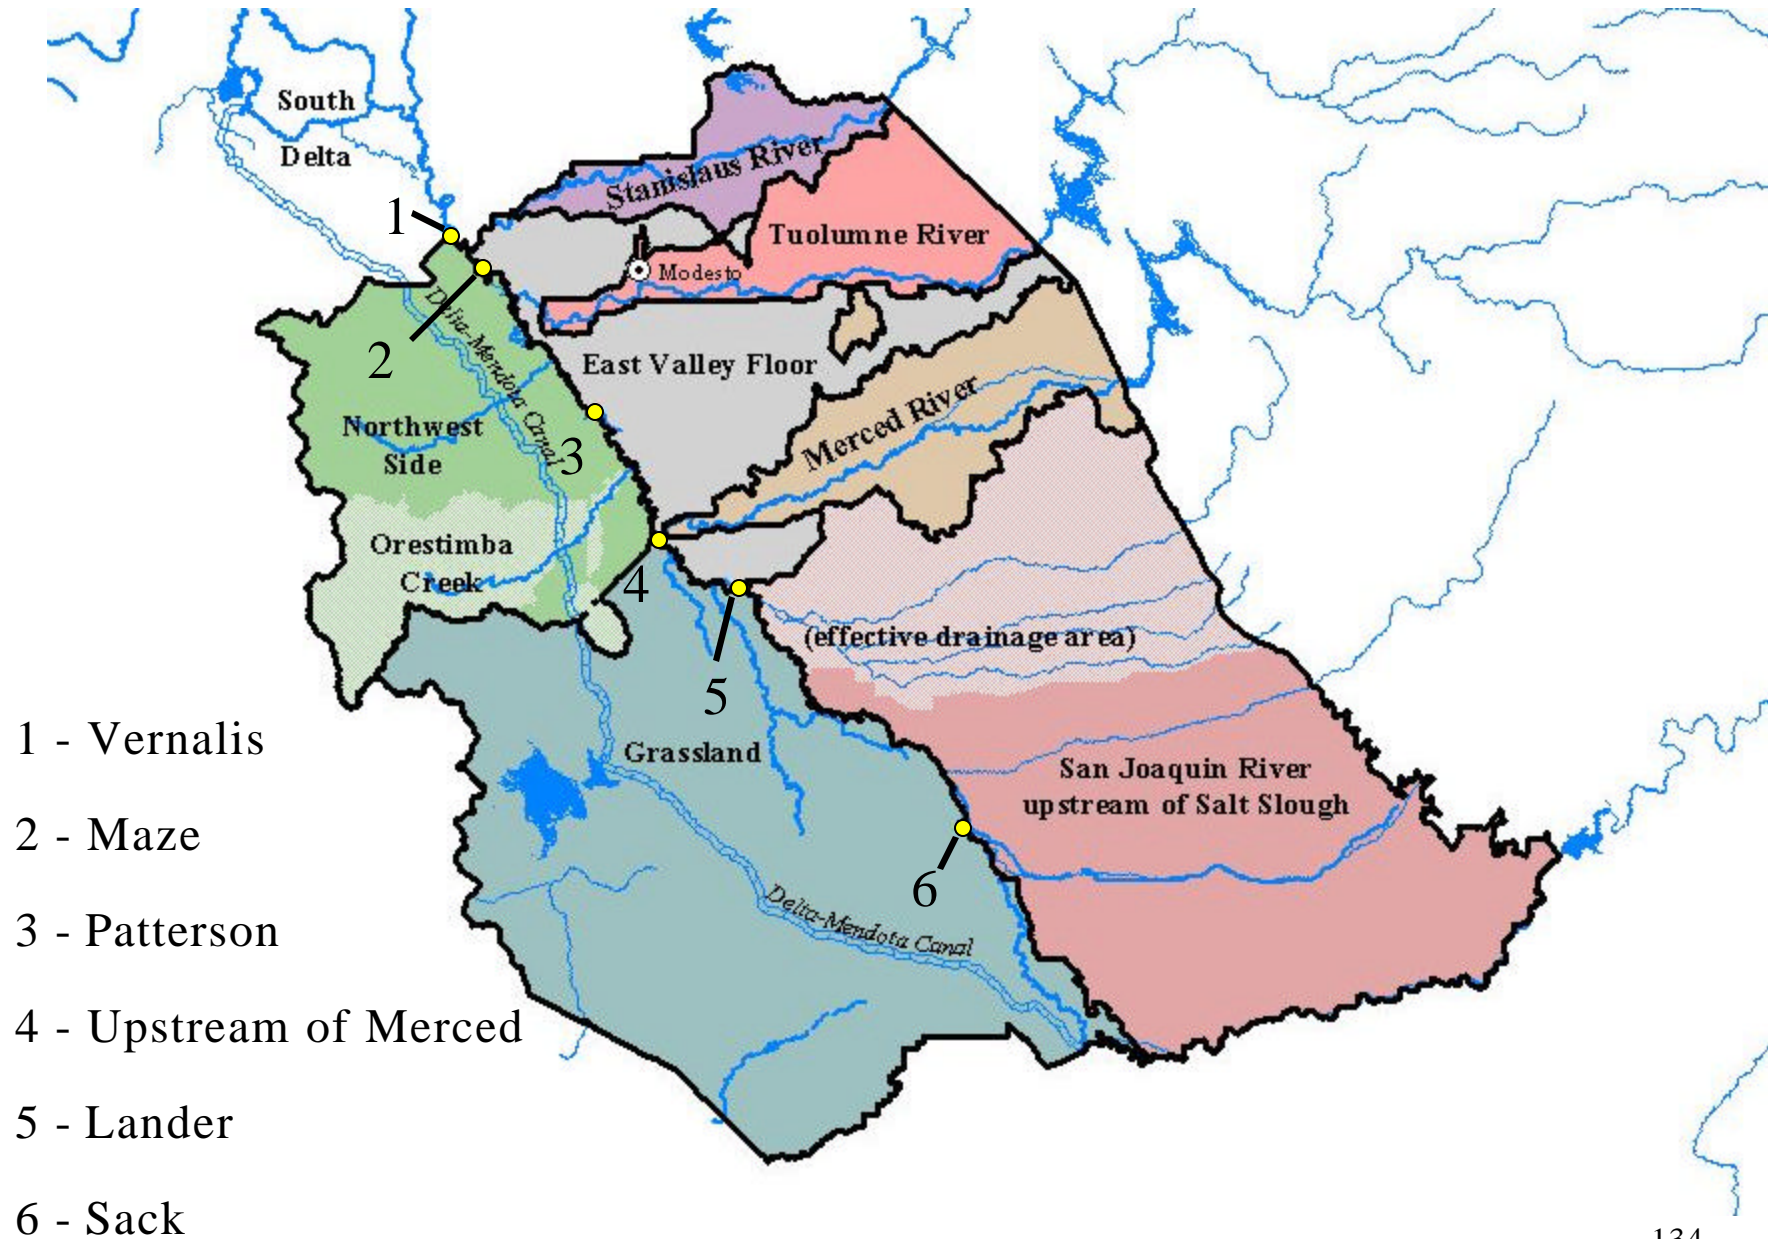 South
Delta
Stanislaus River
1
Tuolumne River
Modesto
Delta-Mendota Canal
2
East Valley Floor
Merced River
Northwest
Side
3
Orestimba
Creek
4
(effective drainage area)
5
Grassland
San Joaquin River
upstream of Salt Slough
6
Delta-Mendota Canal
1 - Vernalis
2 - Maze
3 - Patterson
4 - Upstream of Merced
5 - Lander
6 - Sack
134